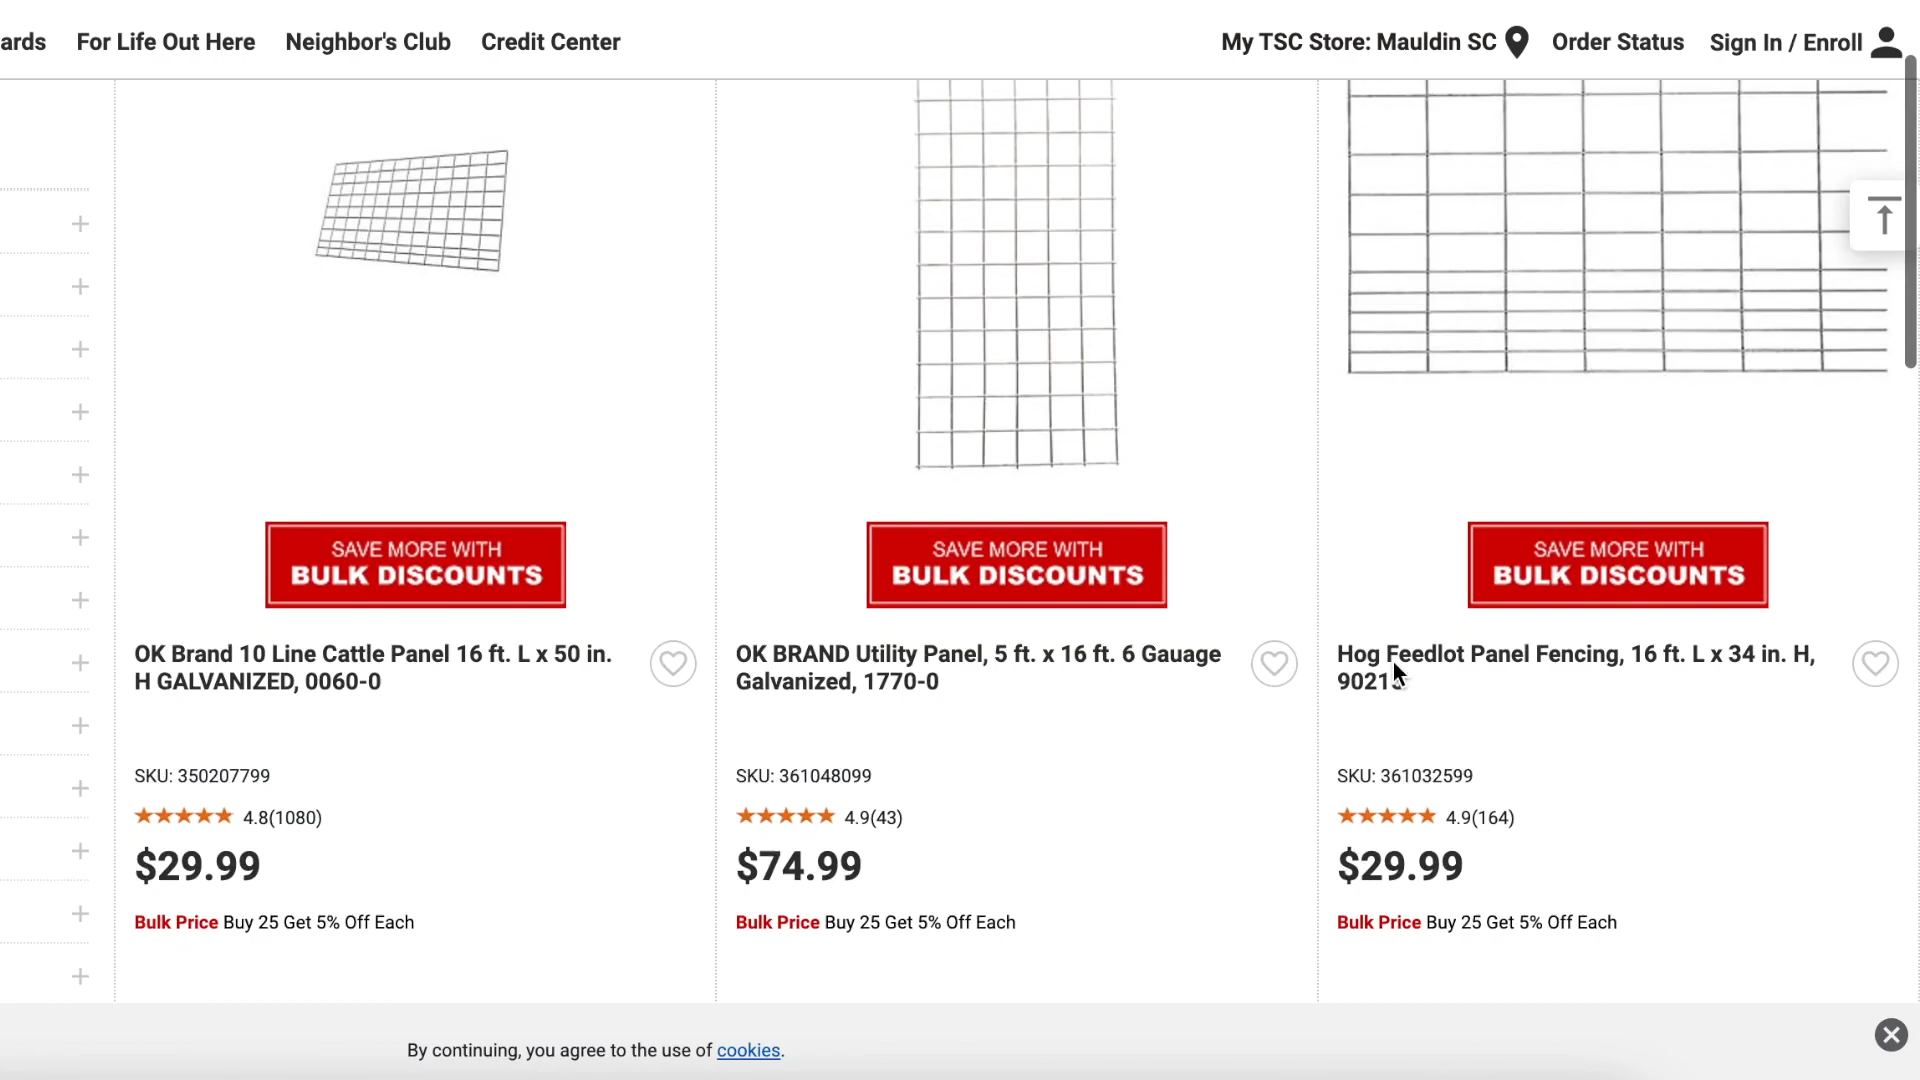 ards For Life Out Here Neighbor's Club Credit Center My TSC Store: Mauldin SC Order Status Sign In / Enroll
SAVE MORE WITH
BULK DISCOUNTS
OK Brand 10 Line Cattle Panel 16 ft. L x 50 in.
H GALVANIZED, 0060-0
SKU: 350207799
4.8(1080)
$29.99
Bulk Price Buy 25 Get 5% Off Each
SAVE MORE WITH
BULK DISCOUNTS
OK BRAND Utility Panel, 5 ft. x 16 ft. 6 Gauage
Galvanized, 1770-0
SKU: 361048099
4.9(43)
$74.99
Bulk Price Buy 25 Get 5% Off Each
SAVE MORE WITH
BULK DISCOUNTS
Hog Feedlot Panel Fencing, 16 ft. L x 34 in. H,
SKU: 361032599
4.9(164)
$29.99
Bulk Price Buy 25 Get 5% Off Each
By continuing, you agree to the use of cookies.